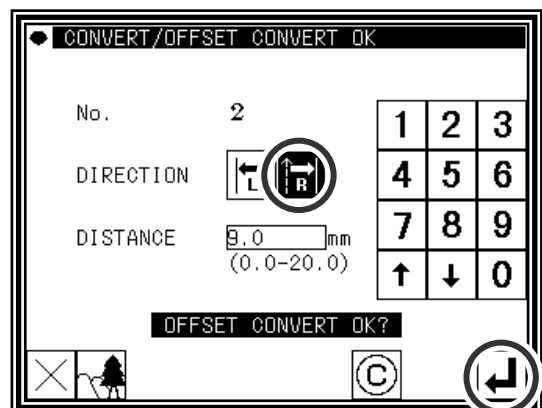 CONVERT/OFFSET CONVERT OK
No. 2
1 2 3
DIRECTION L R
4 5 6
DISTANCE 9.0 mm
7 8 9
(0.0-20.0)
↑ ↓ 0
OFFSET CONVERT OK?
C